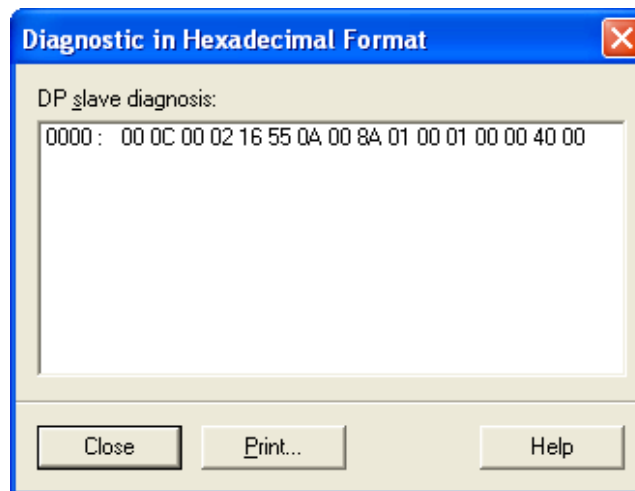 Diagnostic in Hexadecimal Format
DP slave diagnosis:
0000 : 00 0C 00 02 16 55 0A 00 8A 01 00 01 00 00 40 00
Close Print... Help